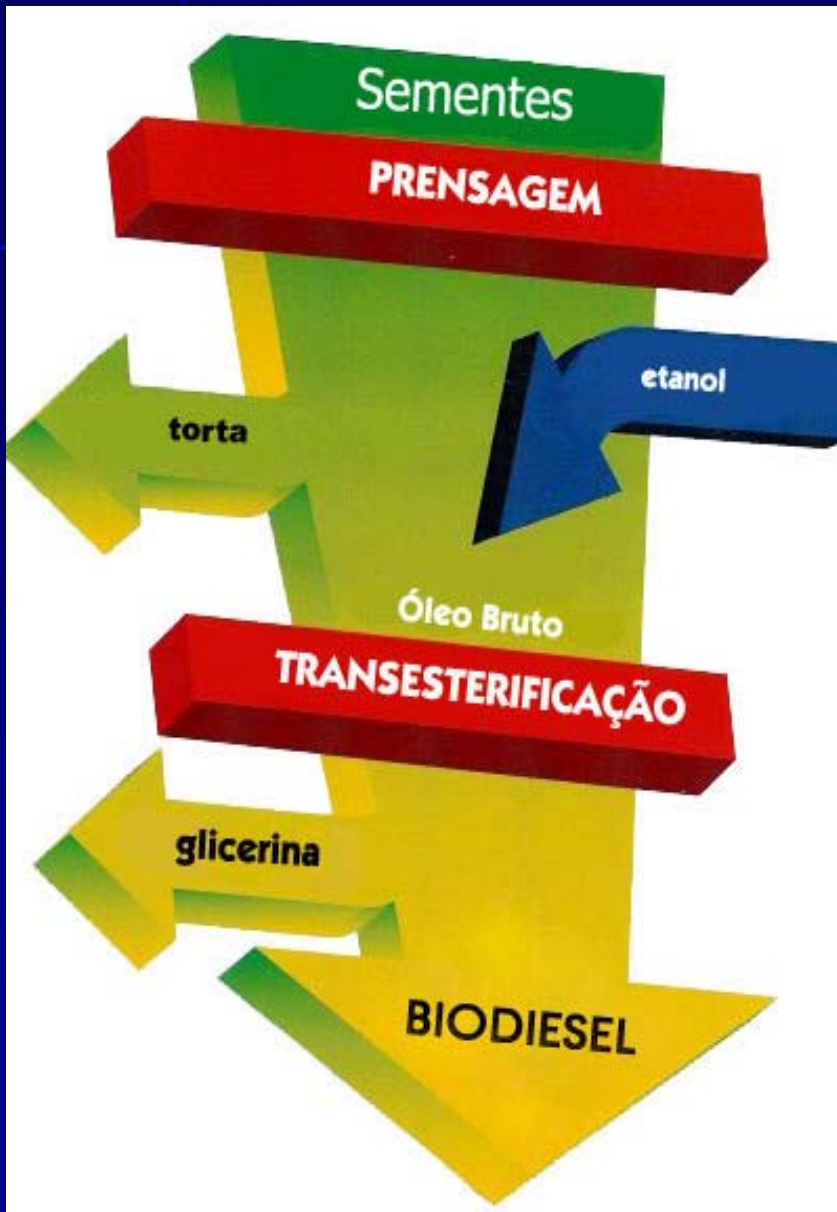 Sementes
PRENSAGEM
etanol
torta
Óleo Bruto
TRANSESTERIFICAÇÃO
glicerina
BIODIESEL